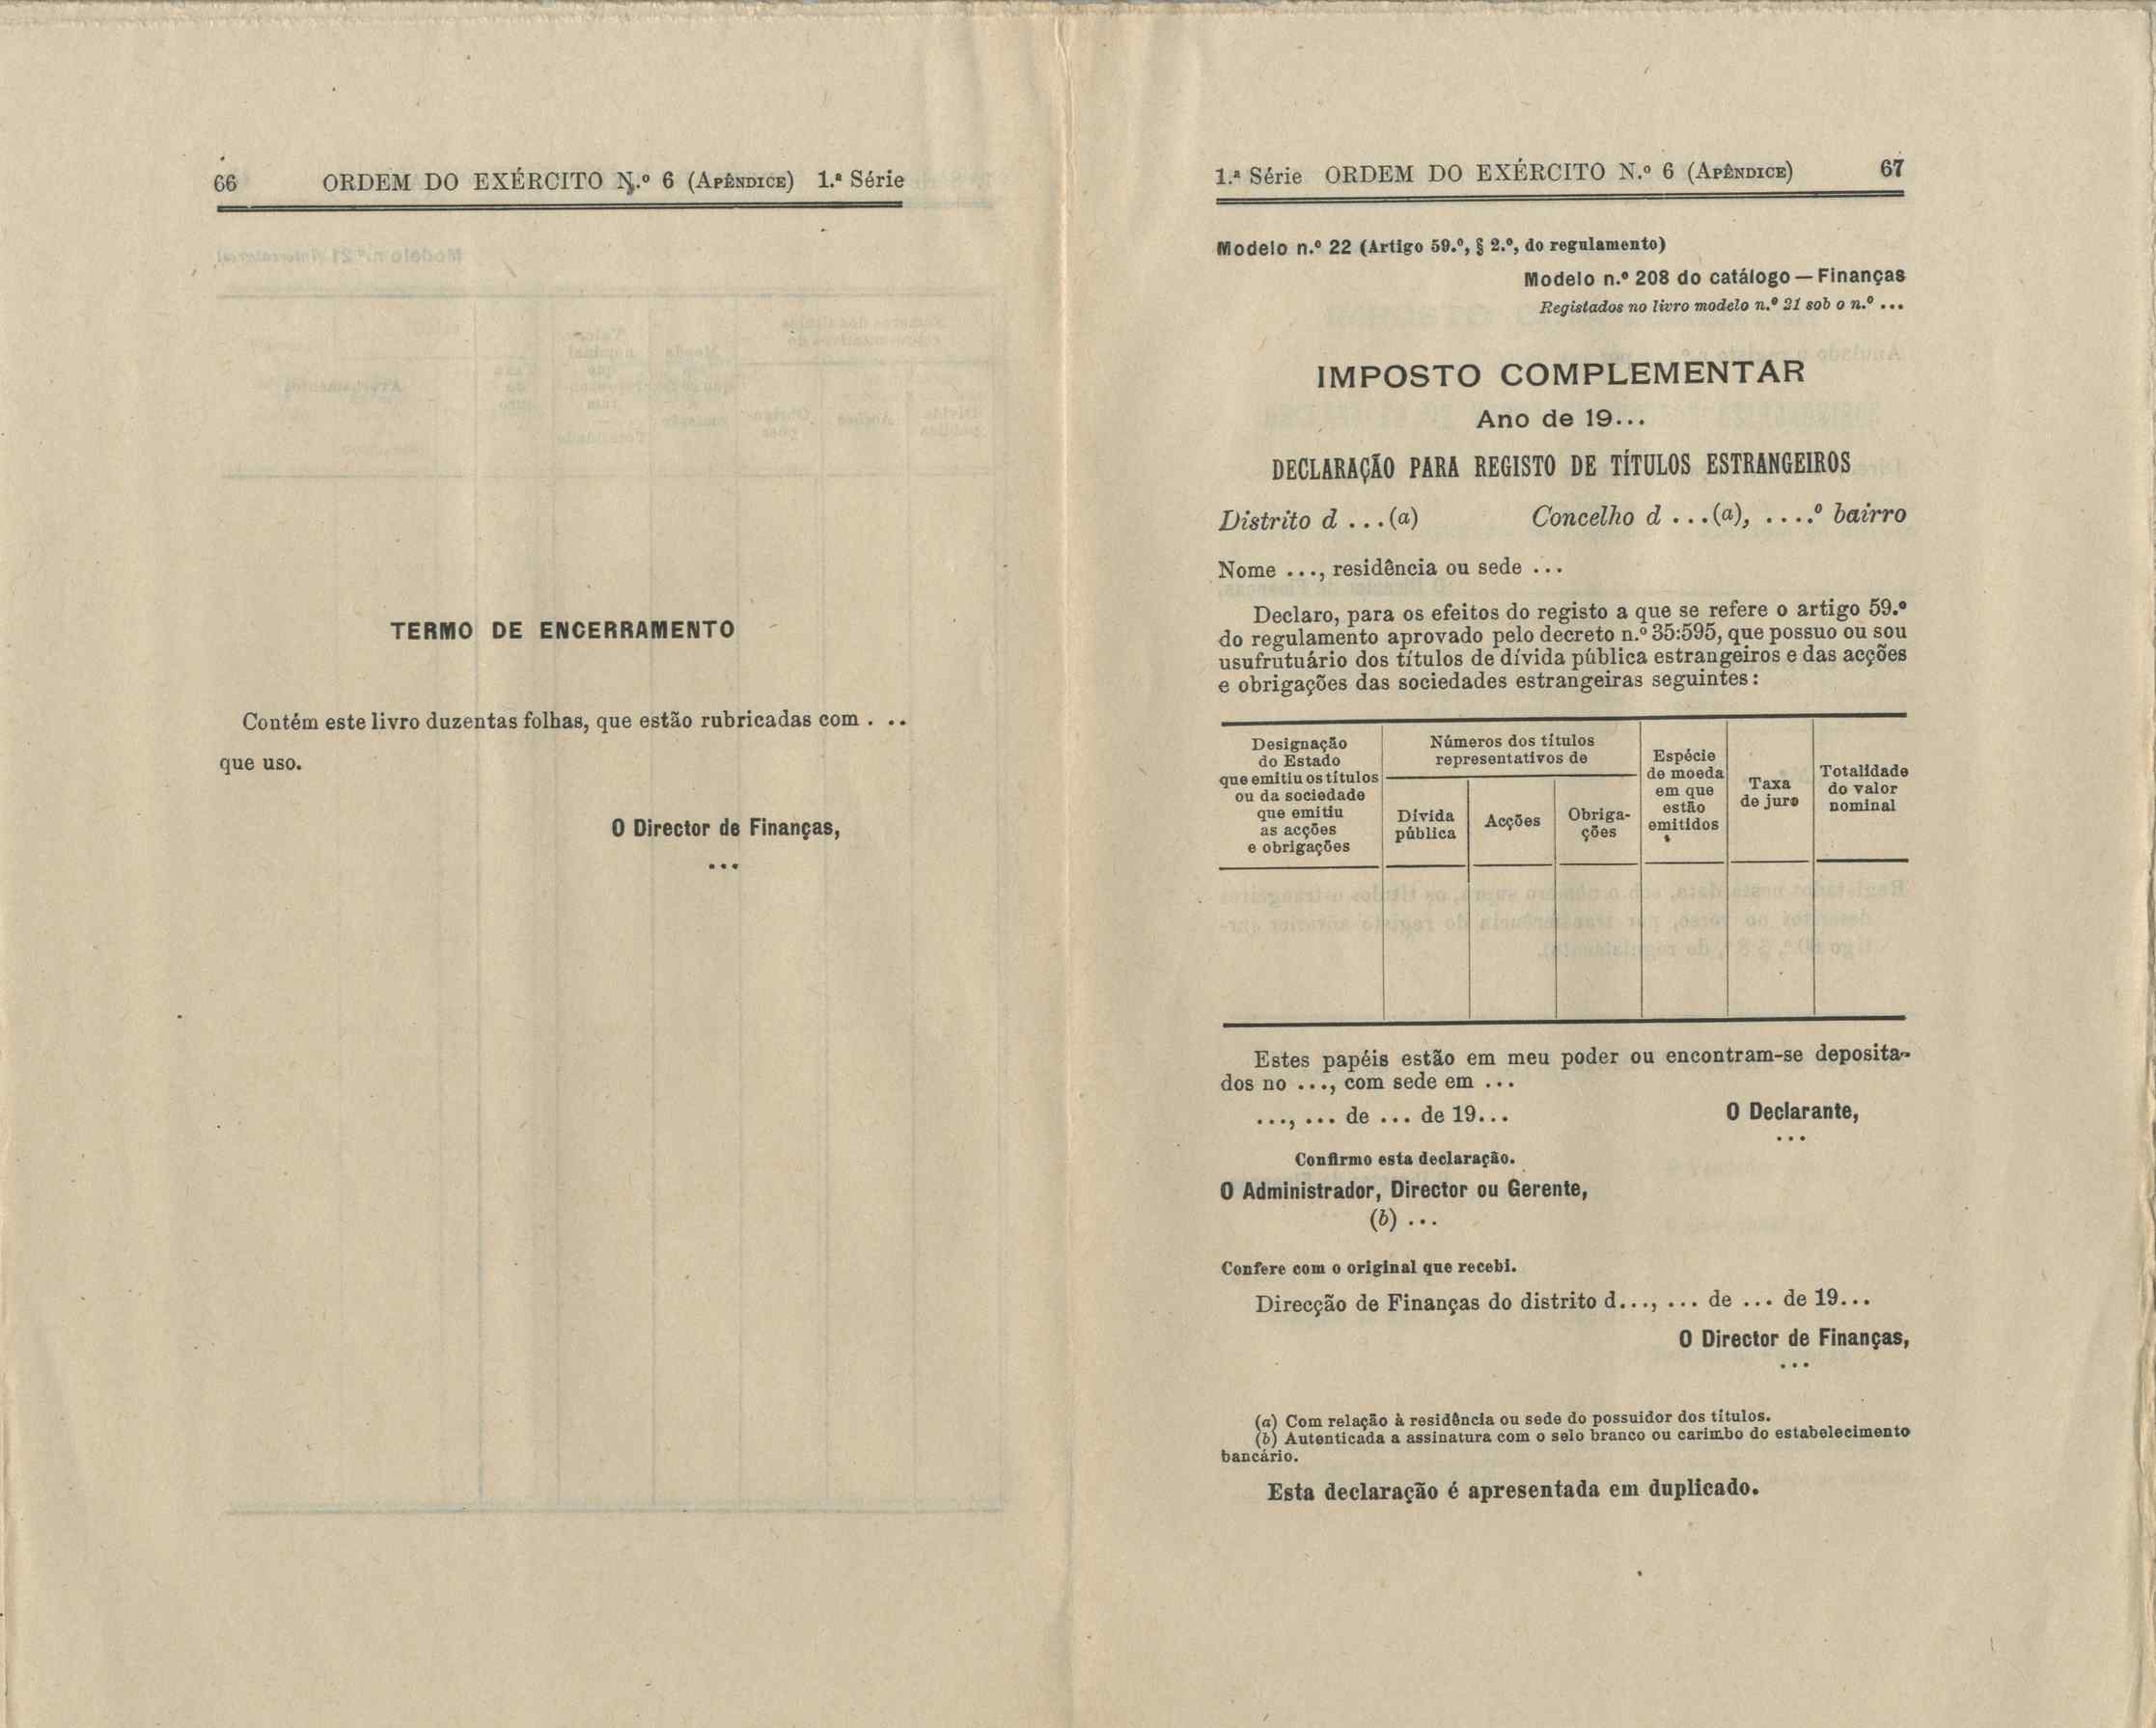 66 ORDEM DO EXÉRCITO N.º 6 (APÊNDICE) 1.ª Série
TERMO DE ENCERRAMENTO
Contém este livro duzentas folhas, que estão rubricadas com . ..
que uso.
O Director de Finanças,
...
1.ª Série ORDEM DO EXÉRCITO N.º 6 (APÊNDICE) 67
Modelo n.º 22 (Artigo 59.º, § 2.º, do regulamento)
Modelo n.º 208 do catálogo — Finanças
Registados no livro modelo n.º 21 sob o n.º ...
IMPOSTO COMPLEMENTAR
Ano de 19...
DECLARAÇÃO PARA REGISTO DE TÍTULOS ESTRANGEIROS
Distrito d ...(a) Concelho d ...(a), ....º bairro
Nome ..., residência ou sede ...
Declaro, para os efeitos do registo a que se refere o artigo 59.º
do regulamento aprovado pelo decreto n.º 35:595, que possuo ou sou
usufrutuário dos títulos de dívida pública estrangeiros e das acções
e obrigações das sociedades estrangeiras seguintes:
Designação
do Estado
que emitiu os títulos
ou da sociedade
que emitiu
as acções
e obrigações
Números dos títulos
representativos de
Dívida
pública
Acções
Obriga-
ções
Espécie
de moeda
em que
estão
emitidos
Taxa
de juro
Totalidade
do valor
nominal
Estes papéis estão em meu poder ou encontram-se deposita-
dos no ..., com sede em ...
..., ... de ... de 19...
O Declarante,
...
Confirmo esta declaração.
O Administrador, Director ou Gerente,
(b) ...
Confere com o original que recebi.
Direcção de Finanças do distrito d..., ... de ... de 19...
O Director de Finanças,
...
(a) Com relação à residência ou sede do possuidor dos títulos.
(b) Autenticada a assinatura com o selo branco ou carimbo do estabelecimento
bancário.
Esta declaração é apresentada em duplicado.